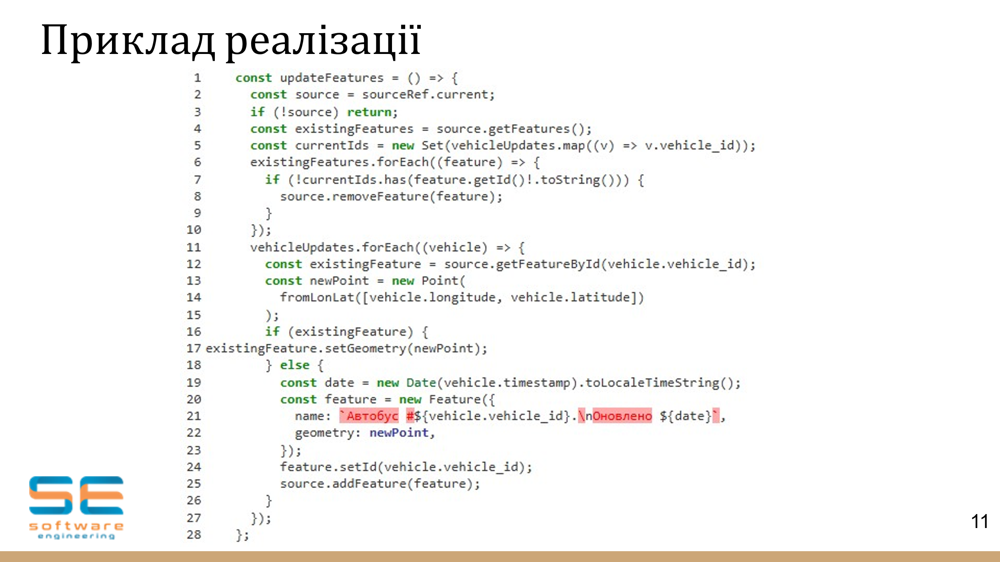 Приклад реалізації
1 const updateFeatures = () => {
2 const source = sourceRef.current;
3 if (!source) return;
4 const existingFeatures = source.getFeatures();
5 const currentIds = new Set(vehicleUpdates.map((v) => v.vehicle_id));
6 existingFeatures.forEach((feature) => {
7 if (!currentIds.has(feature.getId()!.toString())) {
8 source.removeFeature(feature);
9 }
10 });
11 vehicleUpdates.forEach((vehicle) => {
12 const existingFeature = source.getFeatureById(vehicle.vehicle_id);
13 const newPoint = new Point(
14 fromLonLat([vehicle.longitude, vehicle.latitude])
15 );
16 if (existingFeature) {
17 existingFeature.setGeometry(newPoint);
18 } else {
19 const date = new Date(vehicle.timestamp).toLocaleTimeString();
20 const feature = new Feature({
21 name: `Автобус #${vehicle.vehicle_id}.\nОновлено ${date}`,
22 geometry: newPoint,
23 });
24 feature.setId(vehicle.vehicle_id);
25 source.addFeature(feature);
26 }
27 });
28 };
SE
software
engineering
11